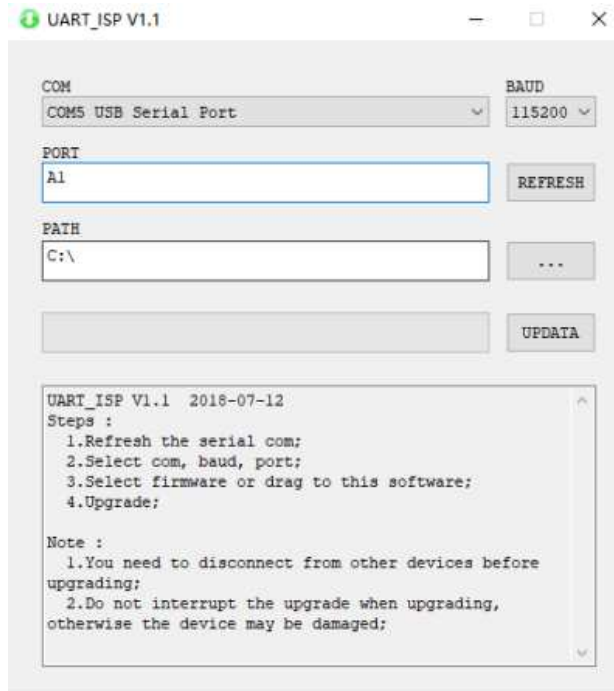 UART_ISP V1.1
COM
BAUD
COM5 USB Serial Port
115200
PORT
A1
REFRESH
PATH
C:\
...
UPDATA
UART_ISP V1.1  2018-07-12
Steps :
1.Refresh the serial com;
2.Select com, baud, port;
3.Select firmware or drag to this software;
4.Upgrade;
Note :
1.You need to disconnect from other devices before
upgrading;
2.Do not interrupt the upgrade when upgrading,
otherwise the device may be damaged;